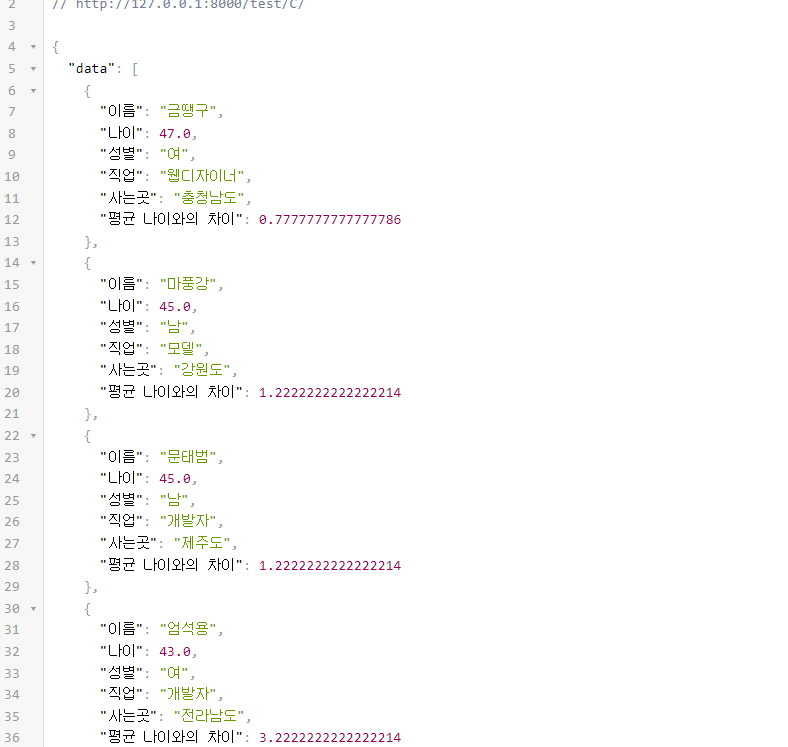 2 // http://127.0.0.1:8000/test/C/
3
4 {
5 "data": [
6 {
7 "이름": "금땡구",
8 "나이": 47.0,
9 "성별": "여",
10 "직업": "웹디자이너",
11 "사는곳": "충청남도",
12 "평균 나이와의 차이": 0.7777777777777786
13 },
14 {
15 "이름": "마풍강",
16 "나이": 45.0,
17 "성별": "남",
18 "직업": "모델",
19 "사는곳": "강원도",
20 "평균 나이와의 차이": 1.2222222222222214
21 },
22 {
23 "이름": "문태범",
24 "나이": 45.0,
25 "성별": "남",
26 "직업": "개발자",
27 "사는곳": "제주도",
28 "평균 나이와의 차이": 1.2222222222222214
29 },
30 {
31 "이름": "엄석용",
32 "나이": 43.0,
33 "성별": "여",
34 "직업": "개발자",
35 "사는곳": "전라남도",
36 "평균 나이와의 차이": 3.2222222222222214